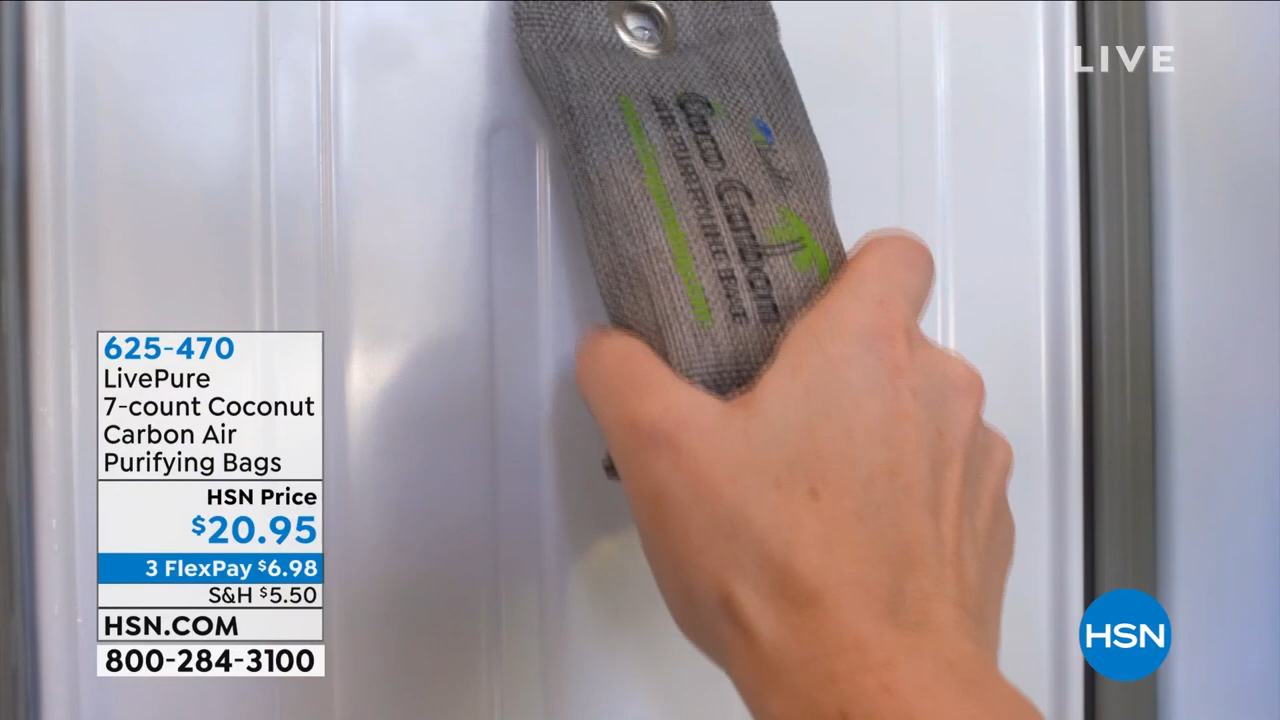 LIVE
Coco Carbon
AIR PURIFYING BAG
625-470
LivePure
7-count Coconut
Carbon Air
Purifying Bags
HSN Price
$20.95
3 FlexPay $6.98
S&H $5.50
HSN.COM
800-284-3100
HSN